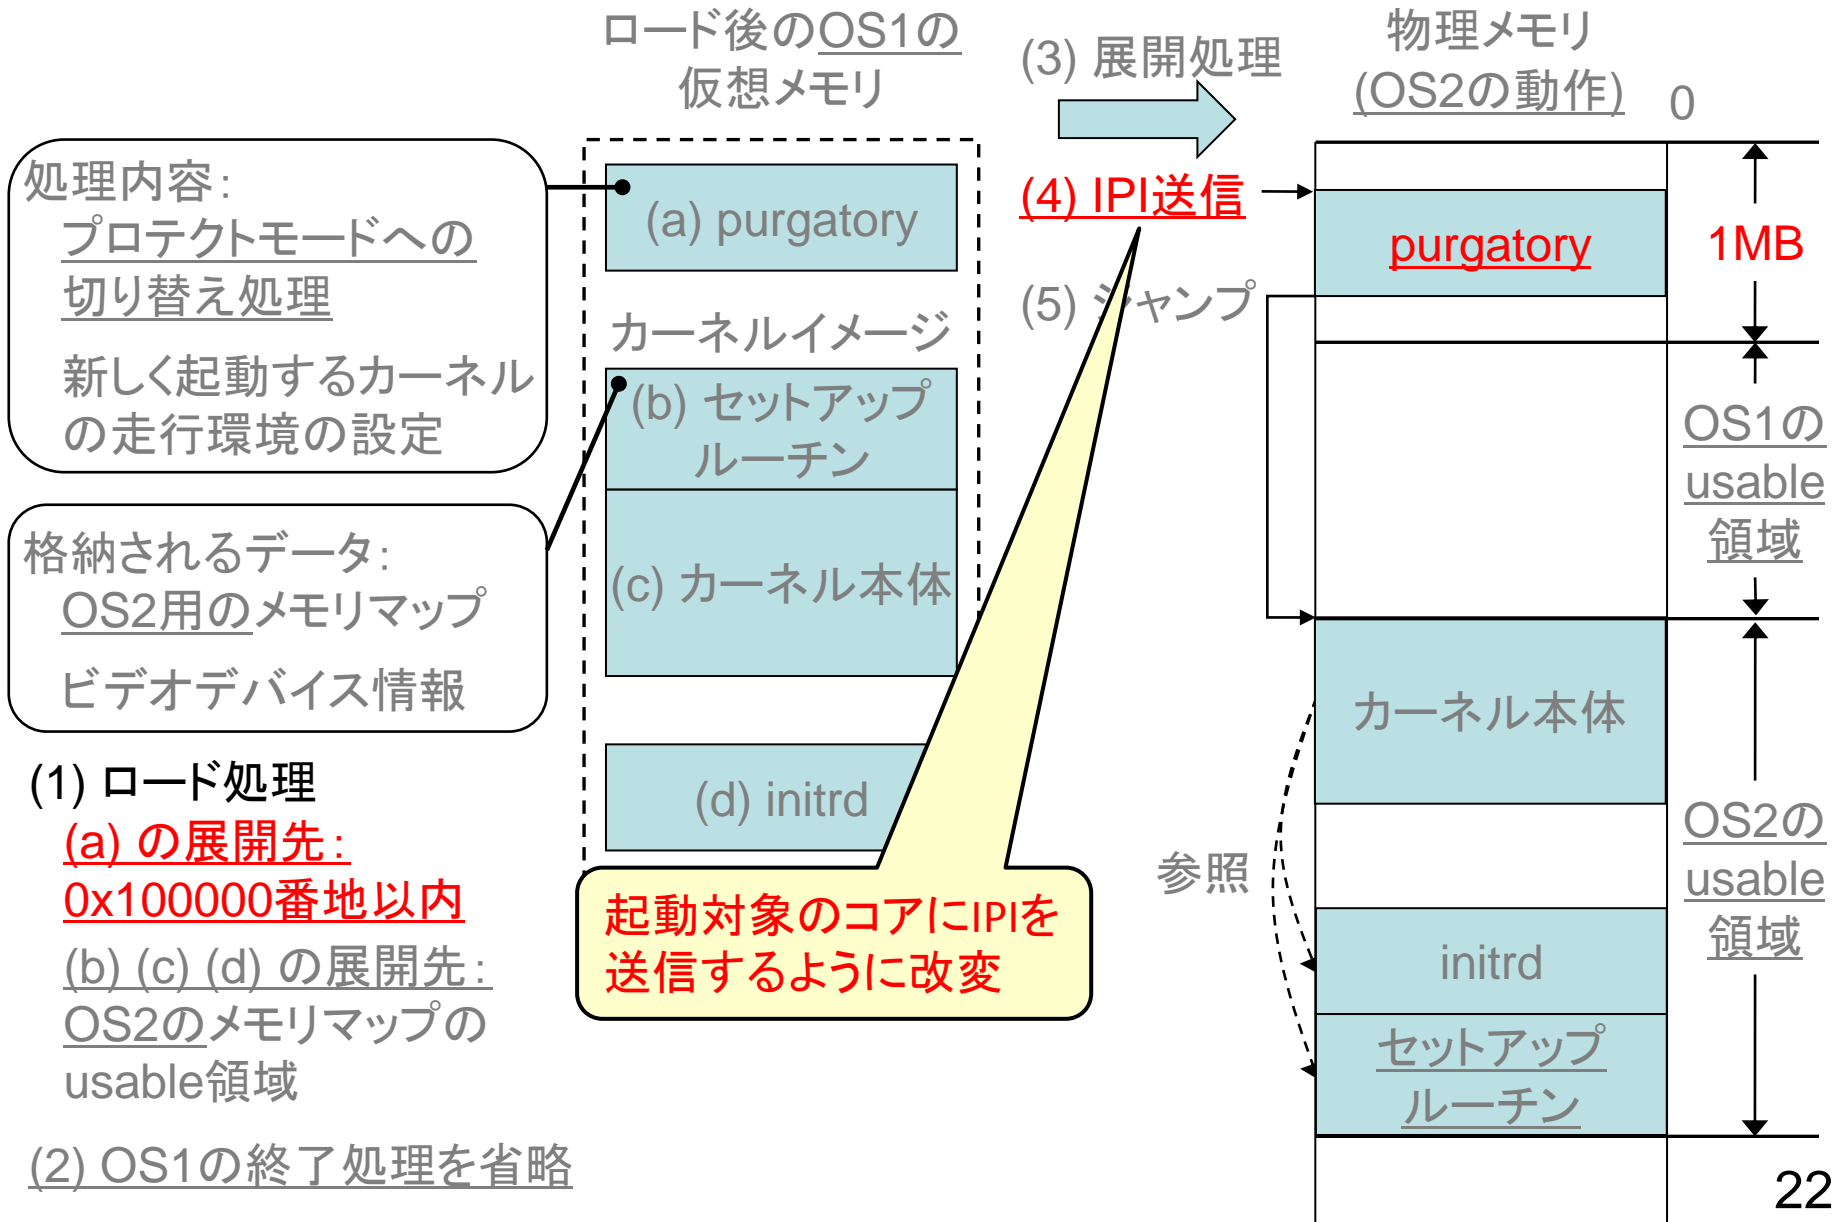 ロード後のOS1の
仮想メモリ
(3) 展開処理
物理メモリ
(OS2の動作)
0
処理内容:
プロテクトモードへの
切り替え処理
新しく起動するカーネル
の走行環境の設定
(a) purgatory
(4) IPI送信
purgatory
1MB
(5) ジャンプ
カーネルイメージ
(b) セットアップ
ルーチン
(c) カーネル本体
(d) initrd
格納されるデータ:
OS2用のメモリマップ
ビデオデバイス情報
OS1の
usable
領域
カーネル本体
参照
initrd
セットアップ
ルーチン
OS2の
usable
領域
(1) ロード処理
(a) の展開先:
0x100000番地以内
(b) (c) (d) の展開先:
OS2のメモリマップの
usable領域
(2) OS1の終了処理を省略
起動対象のコアにIPIを
送信するように改変
22